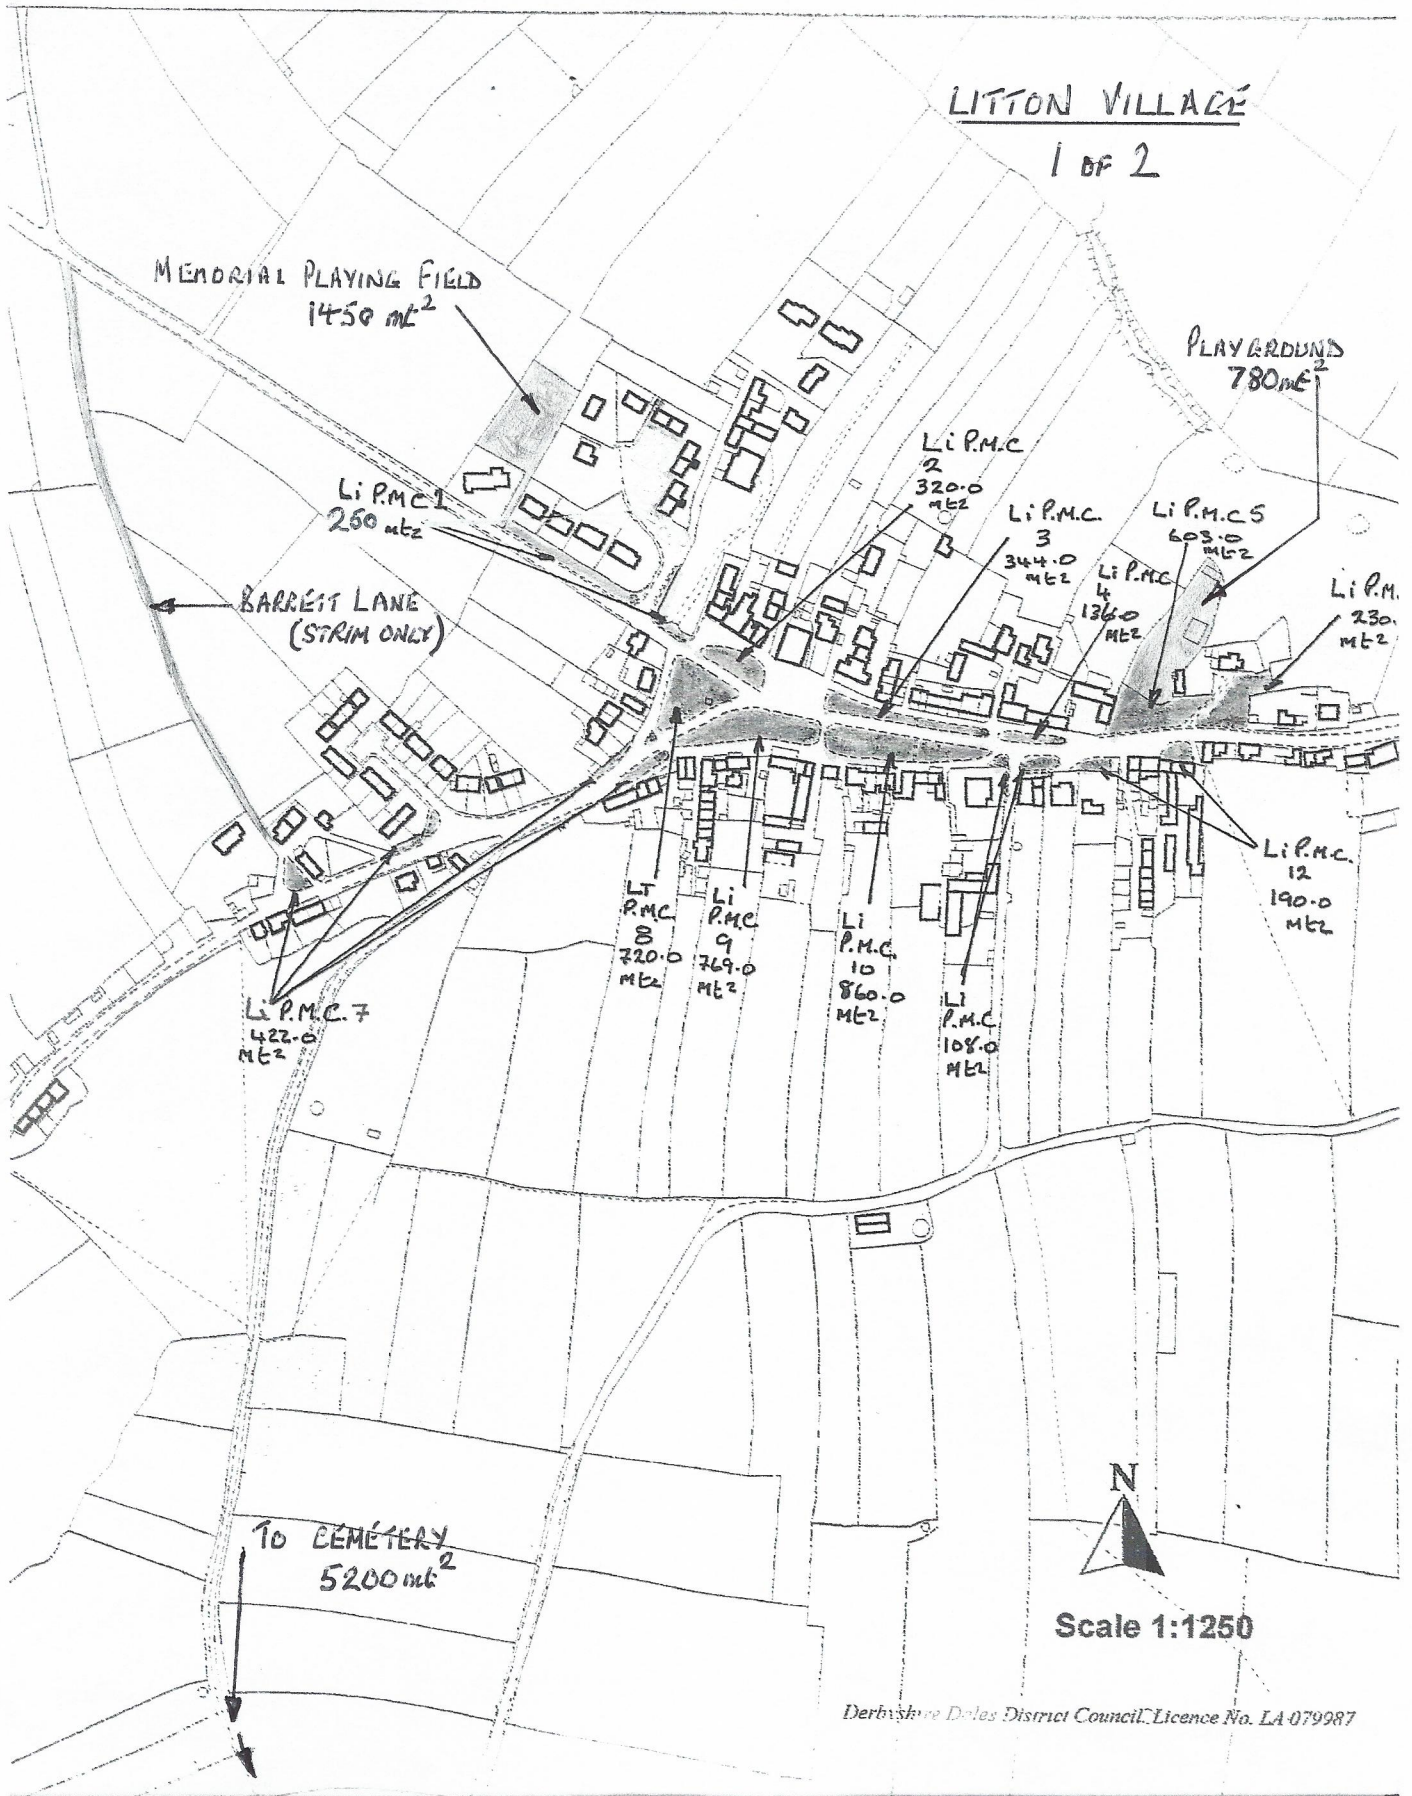 LITTON VILLAGE
1 OF 2
MEMORIAL PLAYING FIELD
1450 mt²
PLAYGROUND
780 mt²
Li P.M.C
2
320.0
mt2
Li P.M.C 1
250 mt2
Li P.M.C.
3
344.0
mt2
Li P.M.C 5
603.0
mt2
Li P.M.C
4
136.0
mt2
Li P.M.
230.
mt2
BARRETT LANE
(STRIM ONLY)
Li P.M.C.
12
190.0
mt2
LT
P.M.C.
8
720.0
mt2
Li
P.M.C
9
769.0
mt2
Li
P.M.C.
10
860.0
mt2
Li
P.M.C
108.0
mt2
Li P.M.C. 7
422.0
mt2
TO CEMETERY
5200 mt²
N
Scale 1:1250
Derbyshire Dales District Council. Licence No. LA 079987